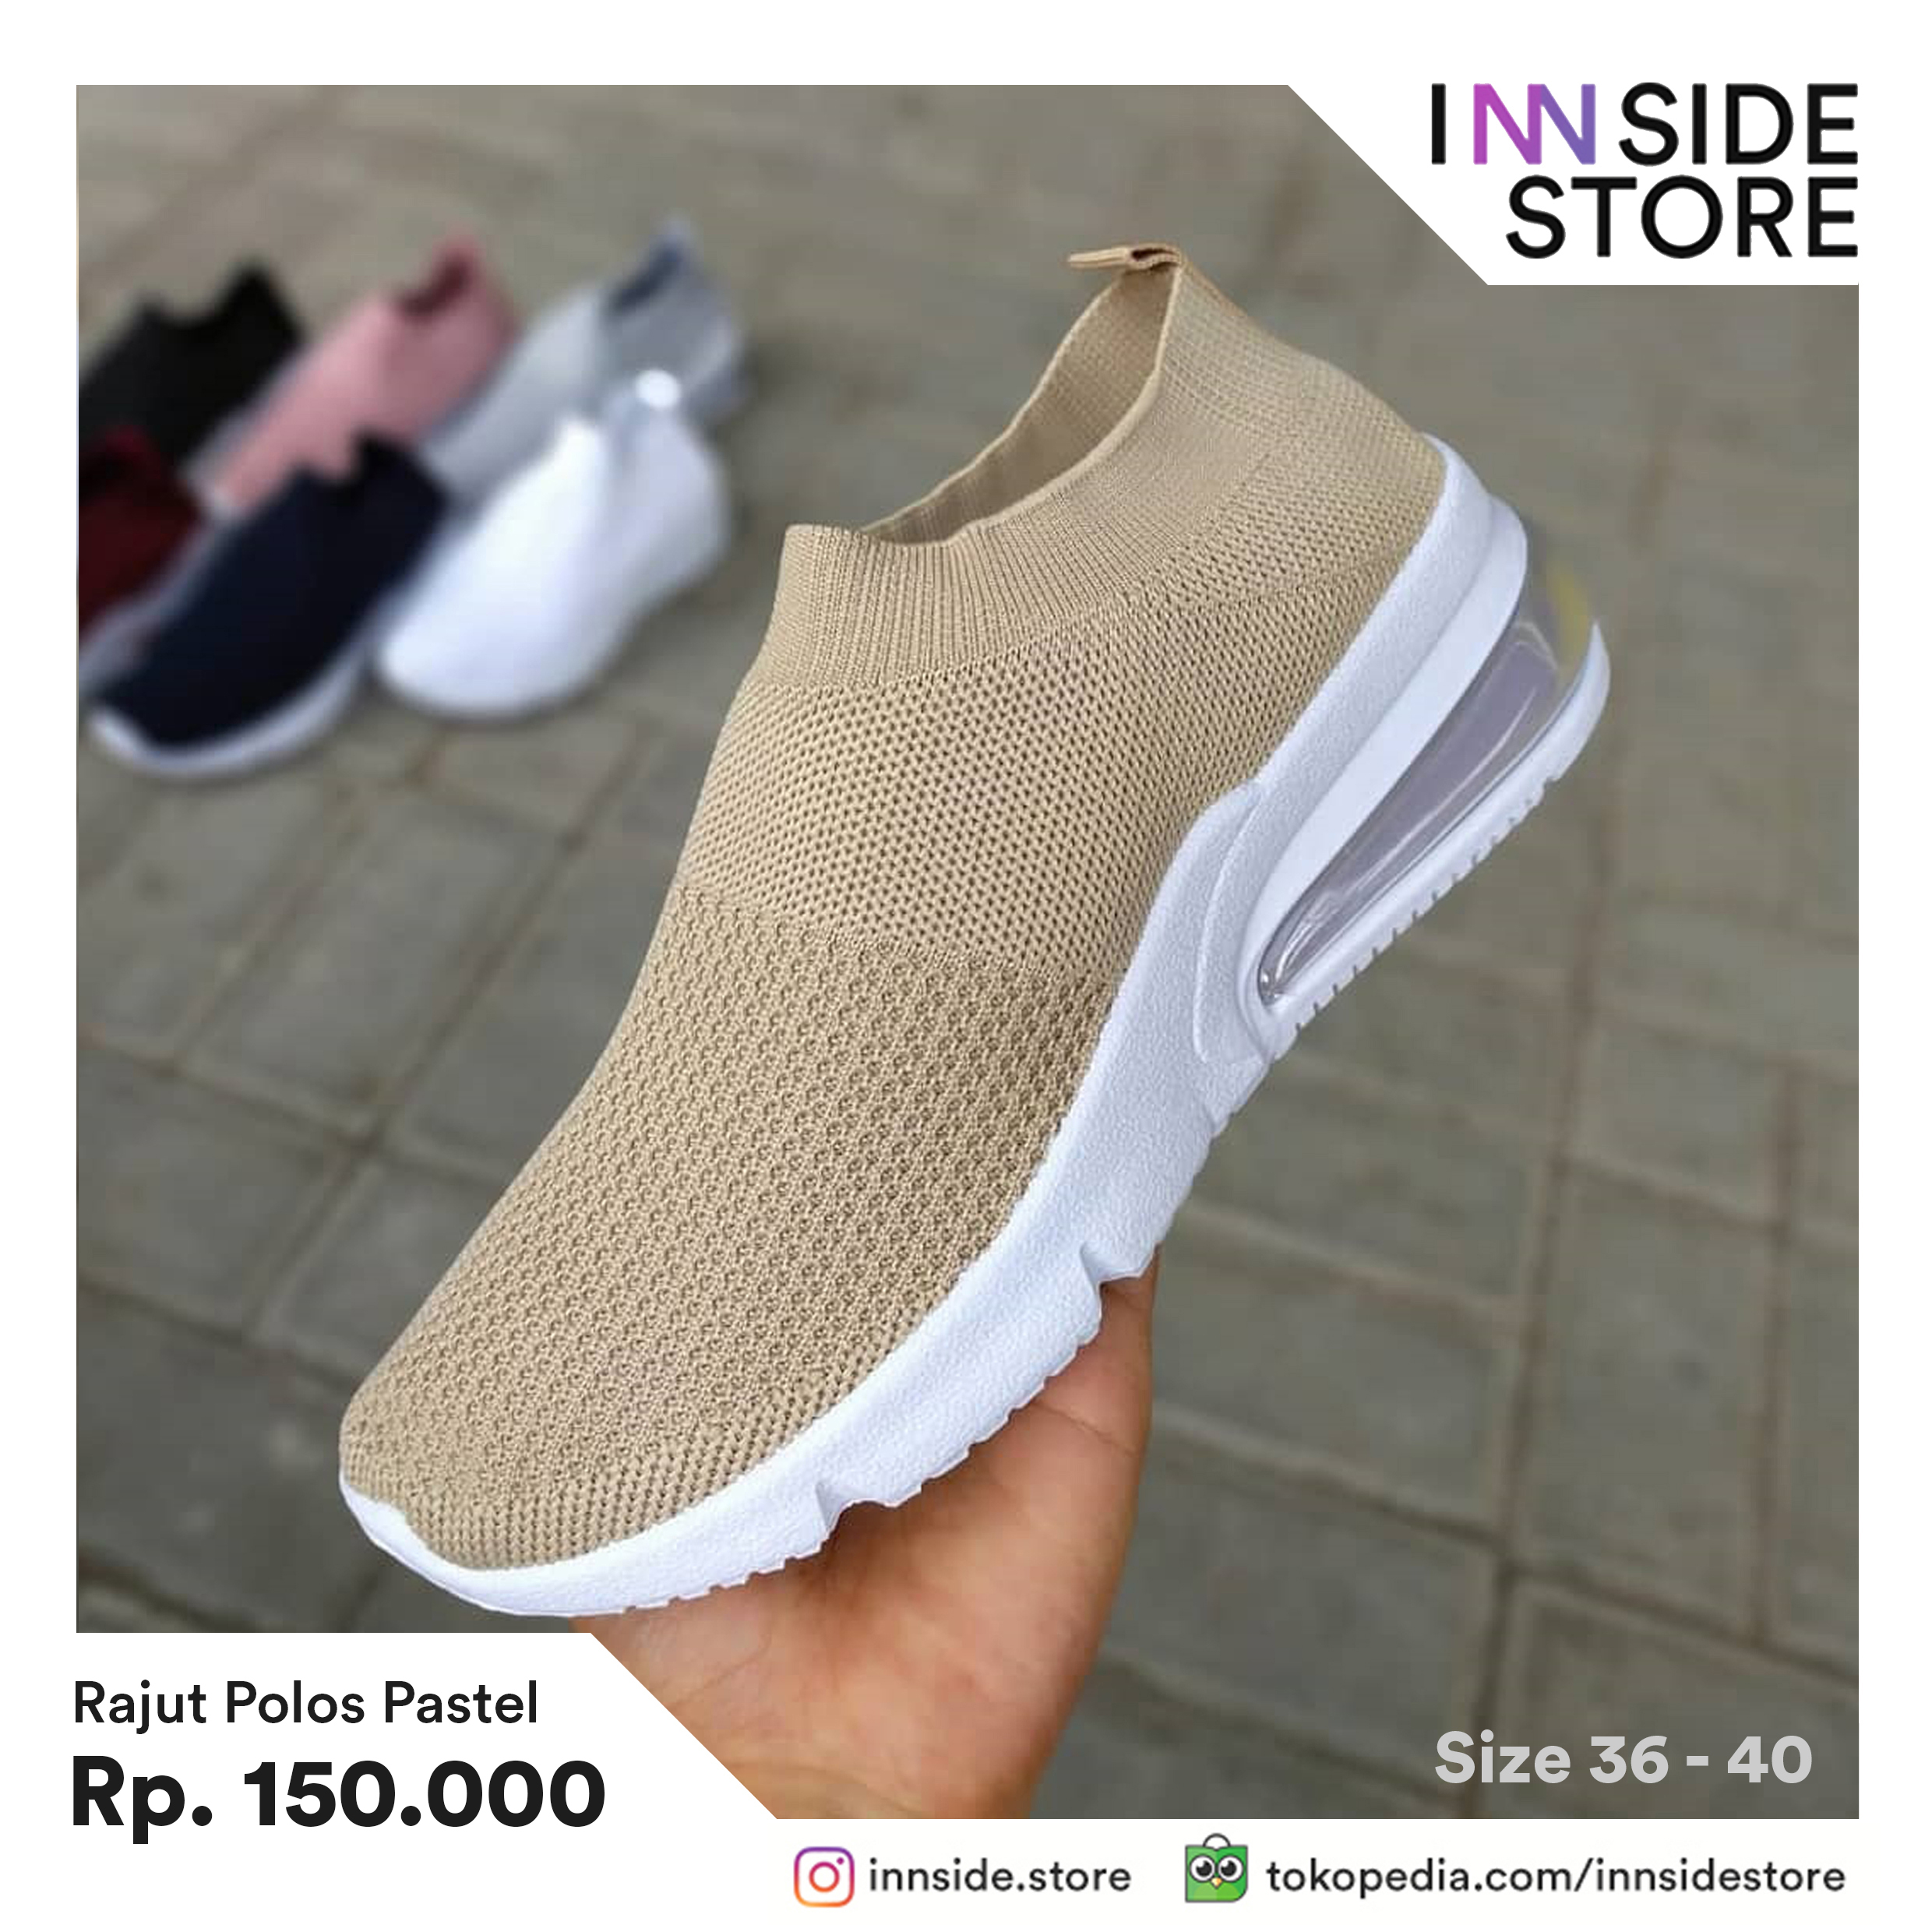 INNSIDE
STORE
Rajut Polos Pastel
Rp. 150.000
Size 36 - 40
innside.store
tokopedia.com/innsidestore